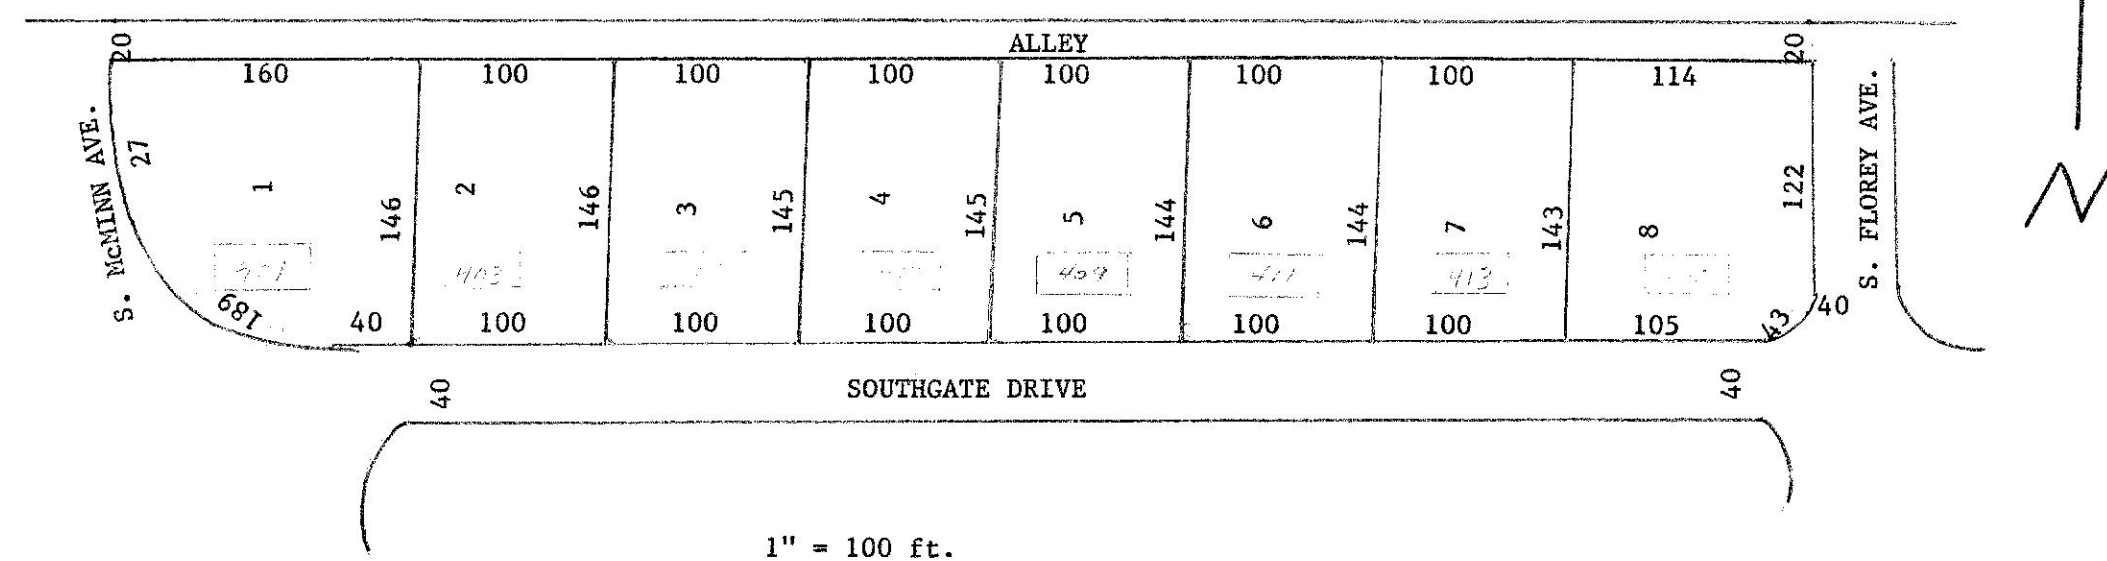 20 ALLEY 20
160 100 100 100 100 100 100 114
S. McMINN AVE.
27
1 2 3 4 5 6 7 8
146 146 145 145 144 144 143 122
S. FLOREY AVE.
N
403 409 411 413
189 40 100 100 100 100 100 100 105 43 40
40 SOUTHGATE DRIVE 40
1" = 100 ft.